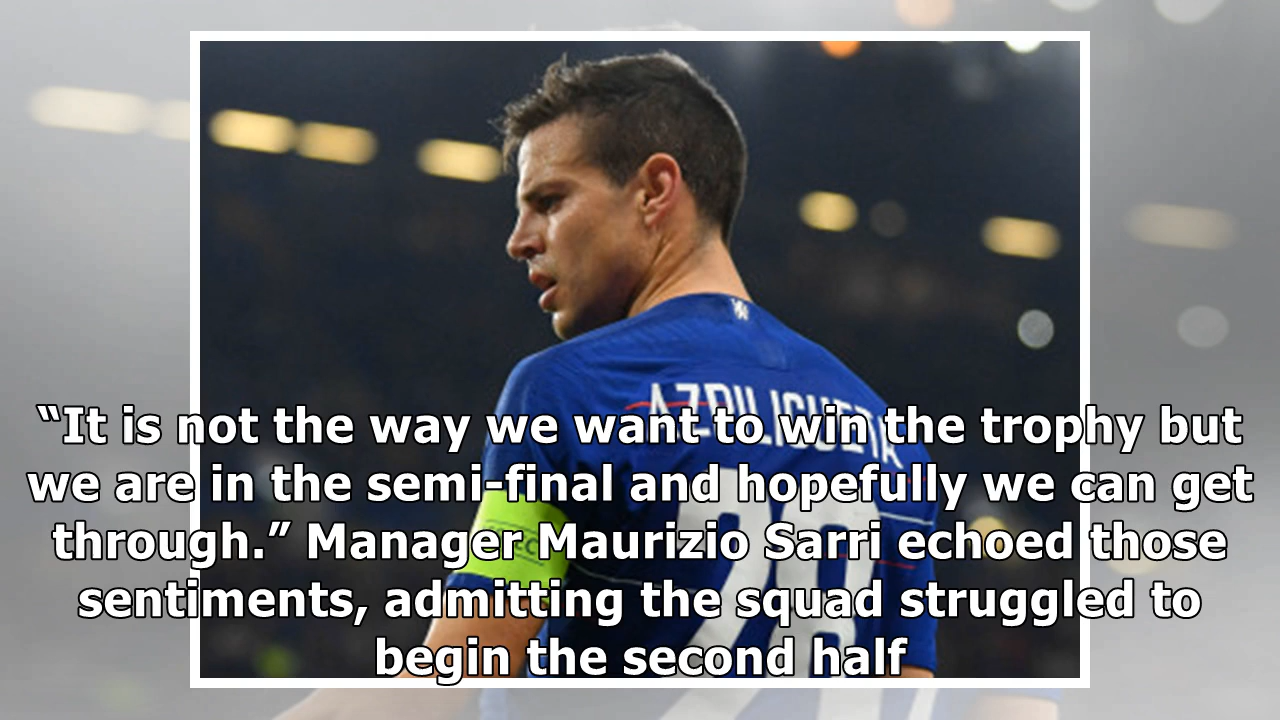 “It is not the way we want to win the trophy but
we are in the semi-final and hopefully we can get
through.” Manager Maurizio Sarri echoed those
sentiments, admitting the squad struggled to
begin the second half
AZPILICUETA
28